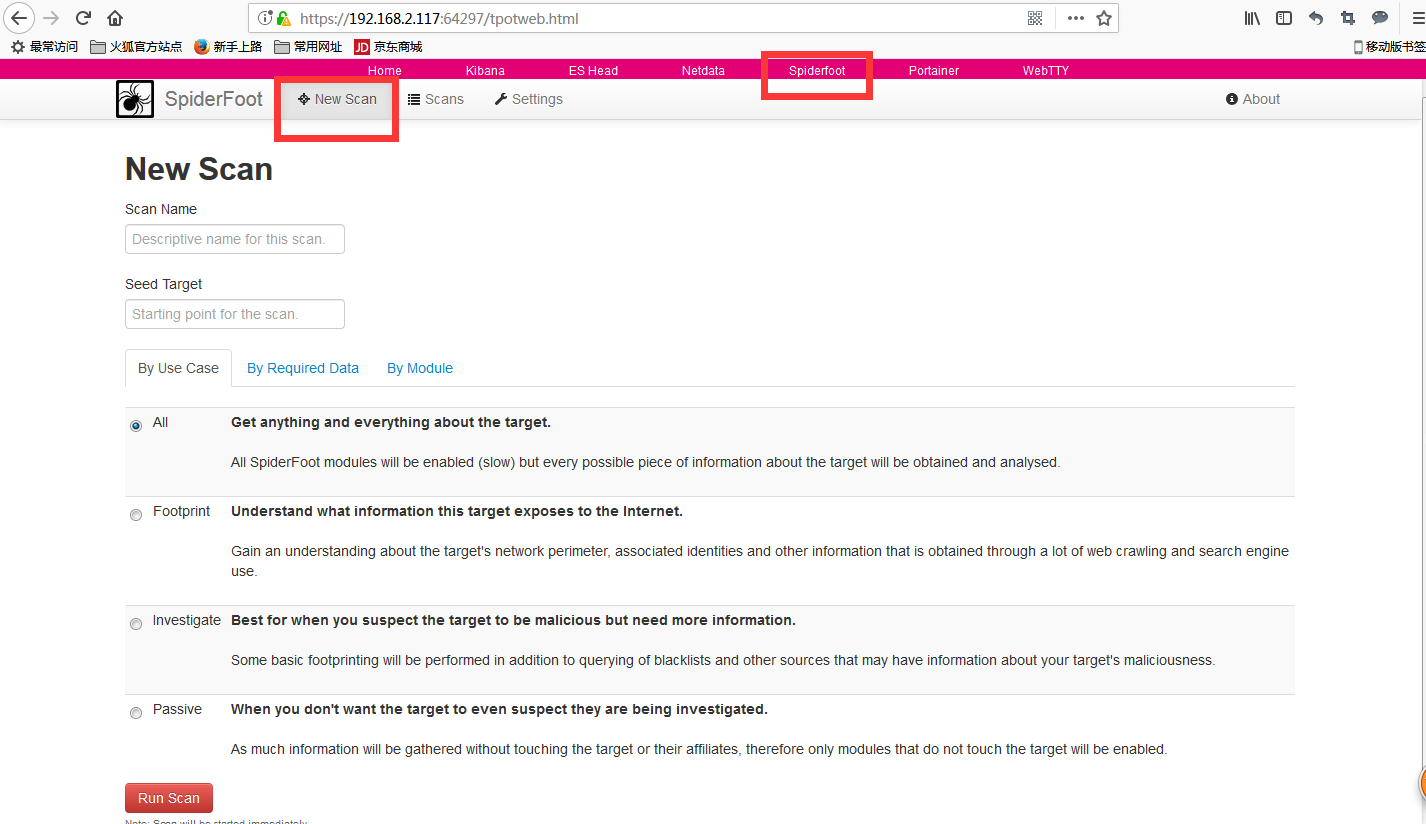 https://192.168.2.117:64297/tpotweb.html
最常访问 火狐官方站点 新手上路 常用网址 JD 京东商城 移动版书签
Home Kibana ES Head Netdata Spiderfoot Portainer WebTTY
SpiderFoot New Scan Scans Settings About
New Scan
Scan Name
Descriptive name for this scan.
Seed Target
Starting point for the scan.
By Use Case By Required Data By Module
All Get anything and everything about the target.
All SpiderFoot modules will be enabled (slow) but every possible piece of information about the target will be obtained and analysed.
Footprint Understand what information this target exposes to the Internet.
Gain an understanding about the target's network perimeter, associated identities and other information that is obtained through a lot of web crawling and search engine
use.
Investigate Best for when you suspect the target to be malicious but need more information.
Some basic footprinting will be performed in addition to querying of blacklists and other sources that may have information about your target's maliciousness.
Passive When you don't want the target to even suspect they are being investigated.
As much information will be gathered without touching the target or their affiliates, therefore only modules that do not touch the target will be enabled.
Run Scan
Note: Scan will be started immediately.